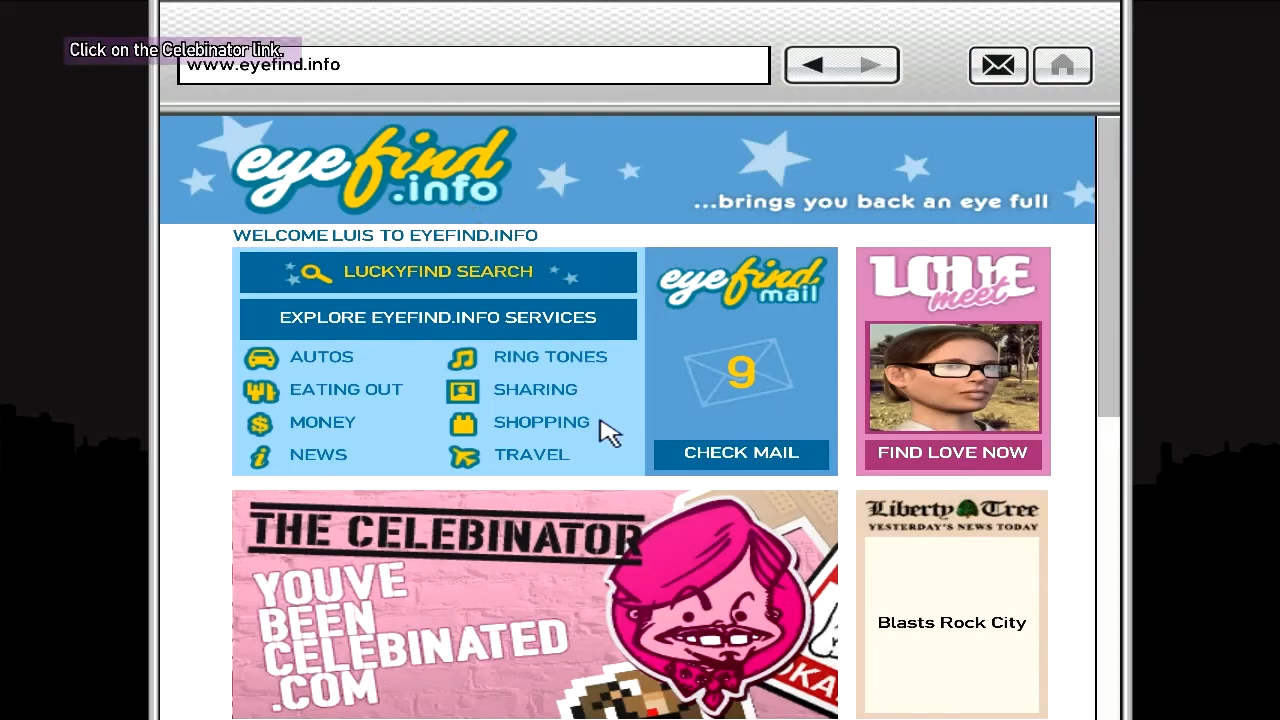 Click on the Celebinator link.
www.eyefind.info
eyefind
.info
...brings you back an eye full
WELCOME LUIS TO EYEFIND.INFO
LUCKYFIND SEARCH
EXPLORE EYEFIND.INFO SERVICES
AUTOS
RING TONES
EATING OUT
SHARING
MONEY
SHOPPING
NEWS
TRAVEL
eyefind
mail
9
CHECK MAIL
LOVE
meet
FIND LOVE NOW
THE CELEBINATOR
YOUVE
BEEN
CELEBINATED
.COM
Liberty Tree
YESTERDAY'S NEWS TODAY
Blasts Rock City